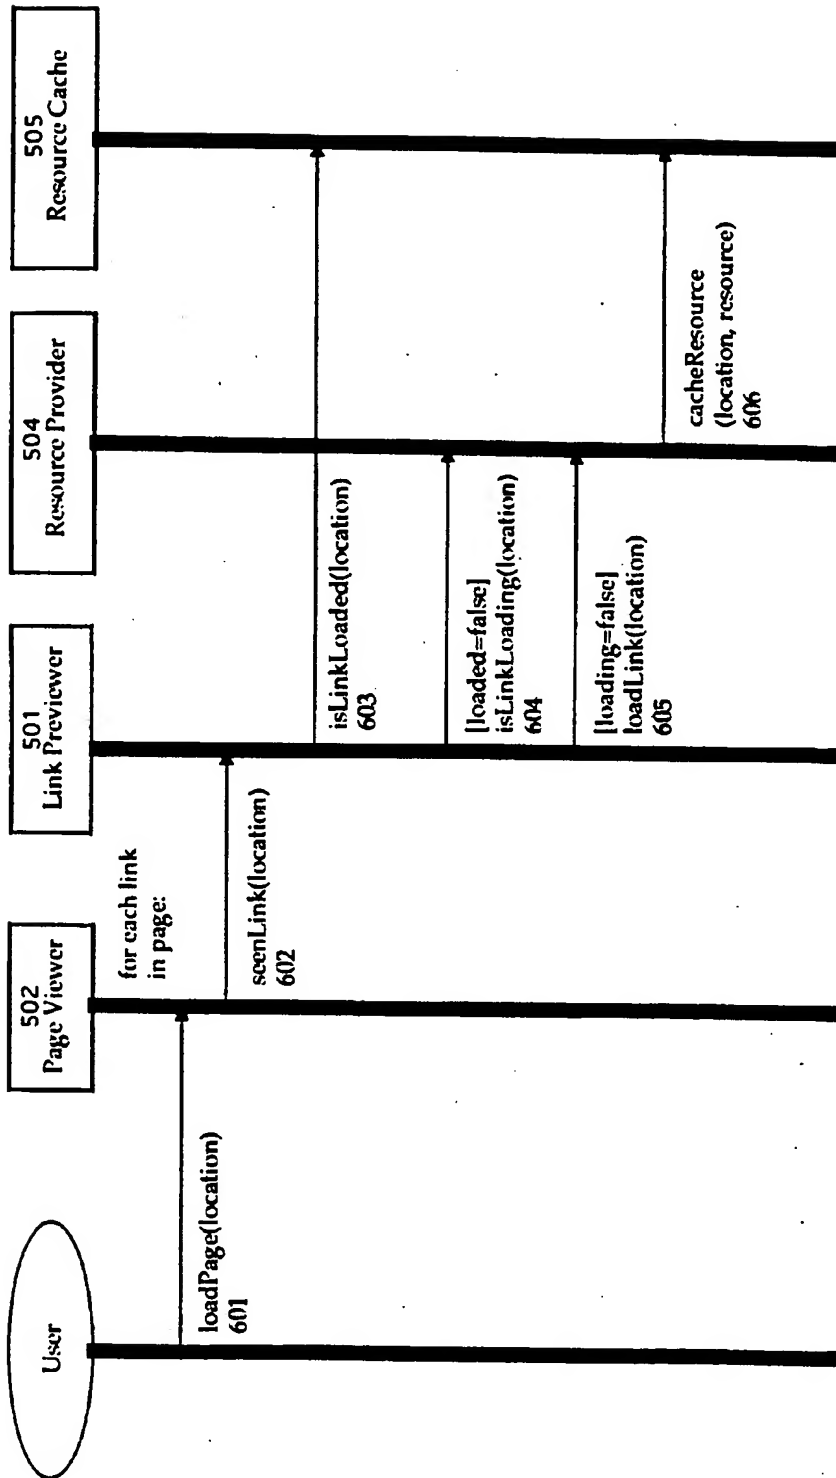 User
502
Page Viewer
501
Link Previewer
504
Resource Provider
505
Resource Cache
loadPage(location)
601
for each link
in page:
seenLink(location)
602
isLinkLoaded(location)
603
[loaded=false]
isLinkLoading(location)
604
[loading=false]
loadLink(location)
605
cacheResource
(location, resource)
606